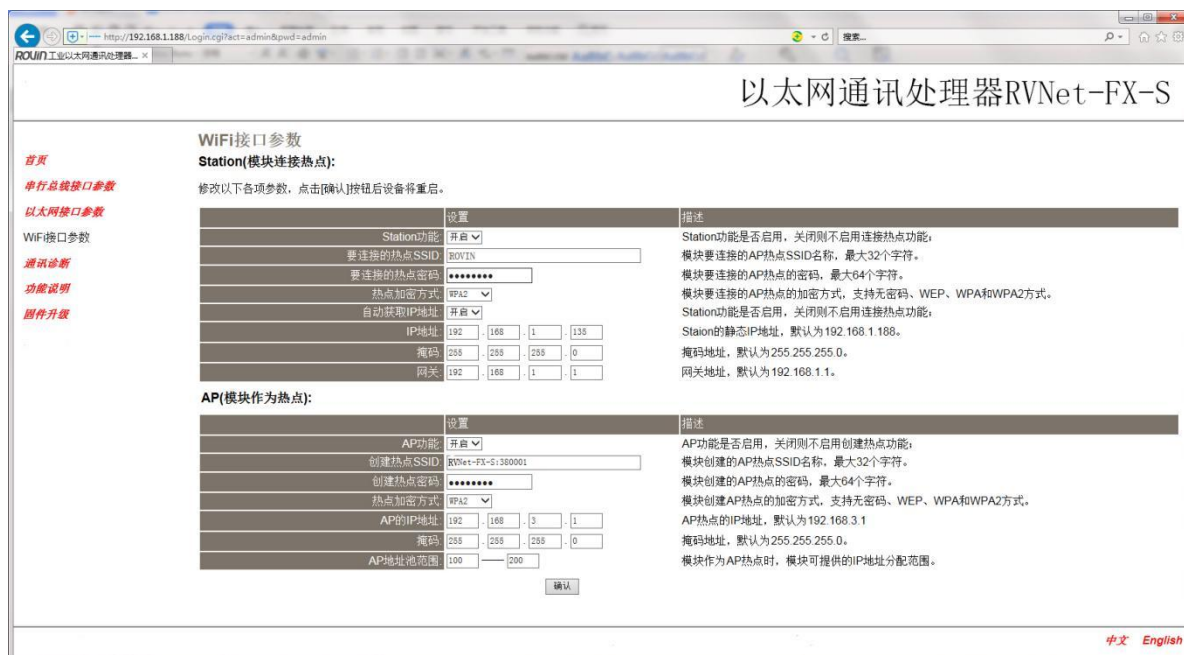 http://192.168.1.188/Login.cgi?act=admin&pwd=admin
搜索...
ROVIN 工业以太网通讯处理器... ×
以太网通讯处理器RVNet-FX-S
首页
串行总线接口参数
以太网接口参数
WiFi接口参数
通讯诊断
功能说明
固件升级
WiFi接口参数
Station(模块连接热点):
修改以下各项参数，点击[确认]按钮后设备将重启。
设置 描述
Station功能: 开启 Station功能是否启用，关闭则不启用连接热点功能；
要连接的热点SSID: ROVIN 模块要连接的AP热点SSID名称，最大32个字符。
要连接的热点密码: ●●●●●●●● 模块要连接的AP热点的密码，最大64个字符。
热点加密方式: WPA2 模块要连接的AP热点的加密方式，支持无密码、WEP、WPA和WPA2方式。
自动获取IP地址: 开启 Station功能是否启用，关闭则不启用连接热点功能；
IP地址: 192 . 168 . 1 . 135 Staion的静态IP地址，默认为192.168.1.188。
掩码: 255 . 255 . 255 . 0 掩码地址，默认为255.255.255.0。
网关: 192 . 168 . 1 . 1 网关地址，默认为192.168.1.1。
AP(模块作为热点):
设置 描述
AP功能: 开启 AP功能是否启用，关闭则不启用创建热点功能；
创建热点SSID: RVNet-FX-S:380001 模块创建的AP热点SSID名称，最大32个字符。
创建热点密码: ●●●●●●●● 模块创建的AP热点的密码，最大64个字符。
热点加密方式: WPA2 模块创建AP热点的加密方式，支持无密码、WEP、WPA和WPA2方式。
AP的IP地址: 192 . 168 . 3 . 1 AP热点的IP地址，默认为192.168.3.1
掩码: 255 . 255 . 255 . 0 掩码地址，默认为255.255.255.0。
AP地址池范围: 100 —— 200 模块作为AP热点时，模块可提供的IP地址分配范围。
确认
中文 English